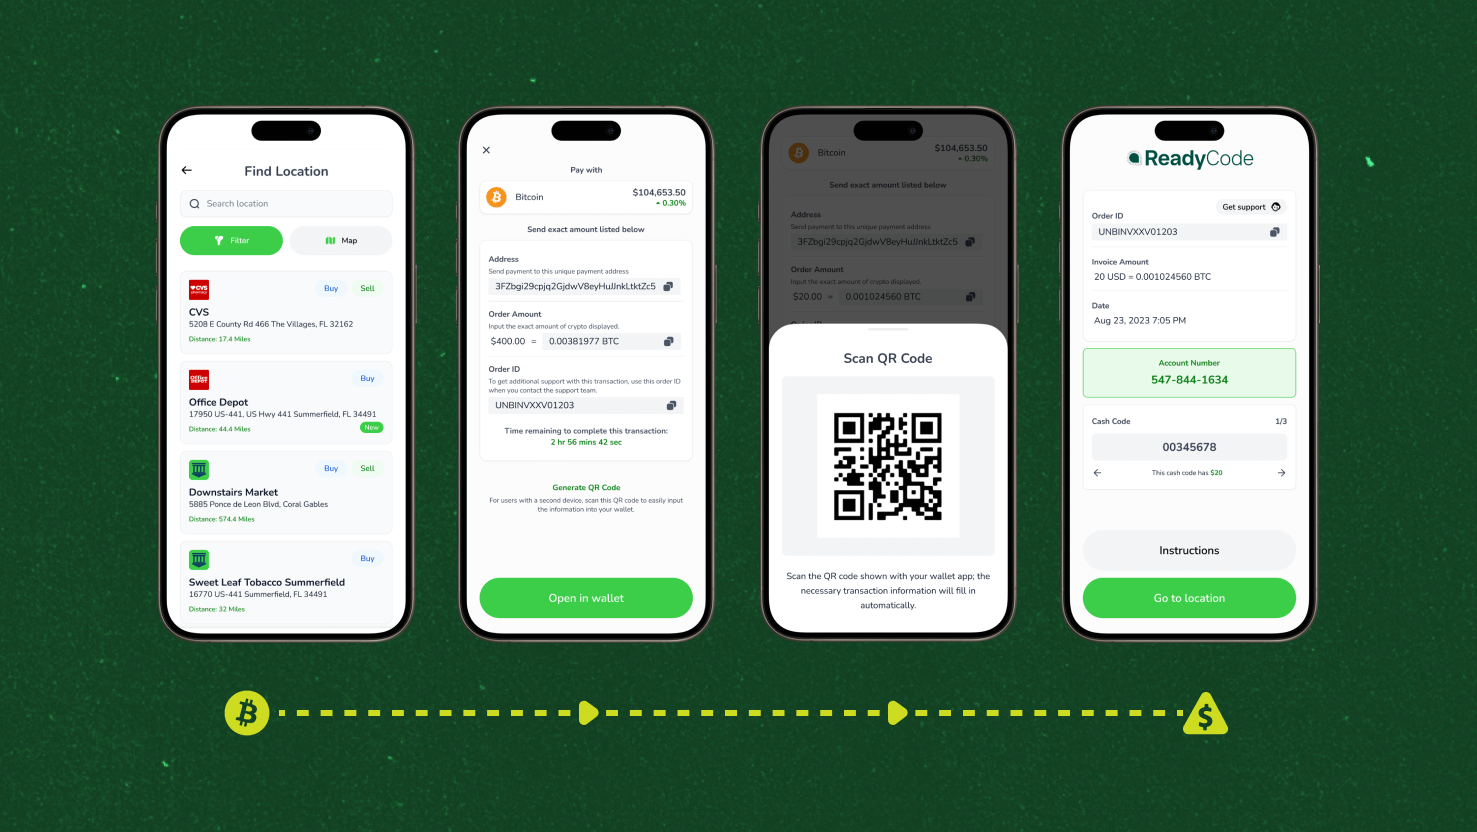 Find Location
Search location
Filter
Map
CVS pharmacy
Buy
Sell
CVS
5208 E County Rd 466 The Villages, FL 32162
Distance: 17.4 Miles
Office DEPOT
Buy
Office Depot
17950 US-441, US Hwy 441 Summerfield, FL 34491
Distance: 44.4 Miles
New
Buy
Sell
Downstairs Market
5885 Ponce de Leon Blvd, Coral Gables
Distance: 574.4 Miles
Buy
Sweet Leaf Tobacco Summerfield
16770 US-441 Summerfield, FL 34491
Distance: 32 Miles
Pay with
Bitcoin
$104,653.50
0.30%
Send exact amount listed below
Address
Send payment to this unique payment address
3FZbgi29cpjq2GjdwV8eyHuJJnkLtktZc5
Order Amount
Input the exact amount of crypto displayed.
$400.00 = 0.00381977 BTC
Order ID
To get additional support with this transaction, use this order ID
when you contact the support team.
UNBINVXXV01203
Time remaining to complete this transaction:
2 hr 56 mins 42 sec
Generate QR Code
For users with a second device, scan this QR code to easily input
the information into your wallet.
Open in wallet
Bitcoin
$104,653.50
0.30%
Send exact amount listed below
Address
Send payment to this unique payment address
3FZbgi29cpjq2GjdwV8eyHuJJnkLtktZc5
Order Amount
Input the exact amount of crypto displayed.
$20.00 = 0.001024560 BTC
Scan QR Code
Scan the QR code shown with your wallet app; the
necessary transaction information will fill in
automatically.
ReadyCode
Get support
Order ID
UNBINVXXV01203
Invoice Amount
20 USD = 0.001024560 BTC
Date
Aug 23, 2023 7:05 PM
Account Number
547-844-1634
Cash Code
1/3
00345678
This cash code has $20
Instructions
Go to location